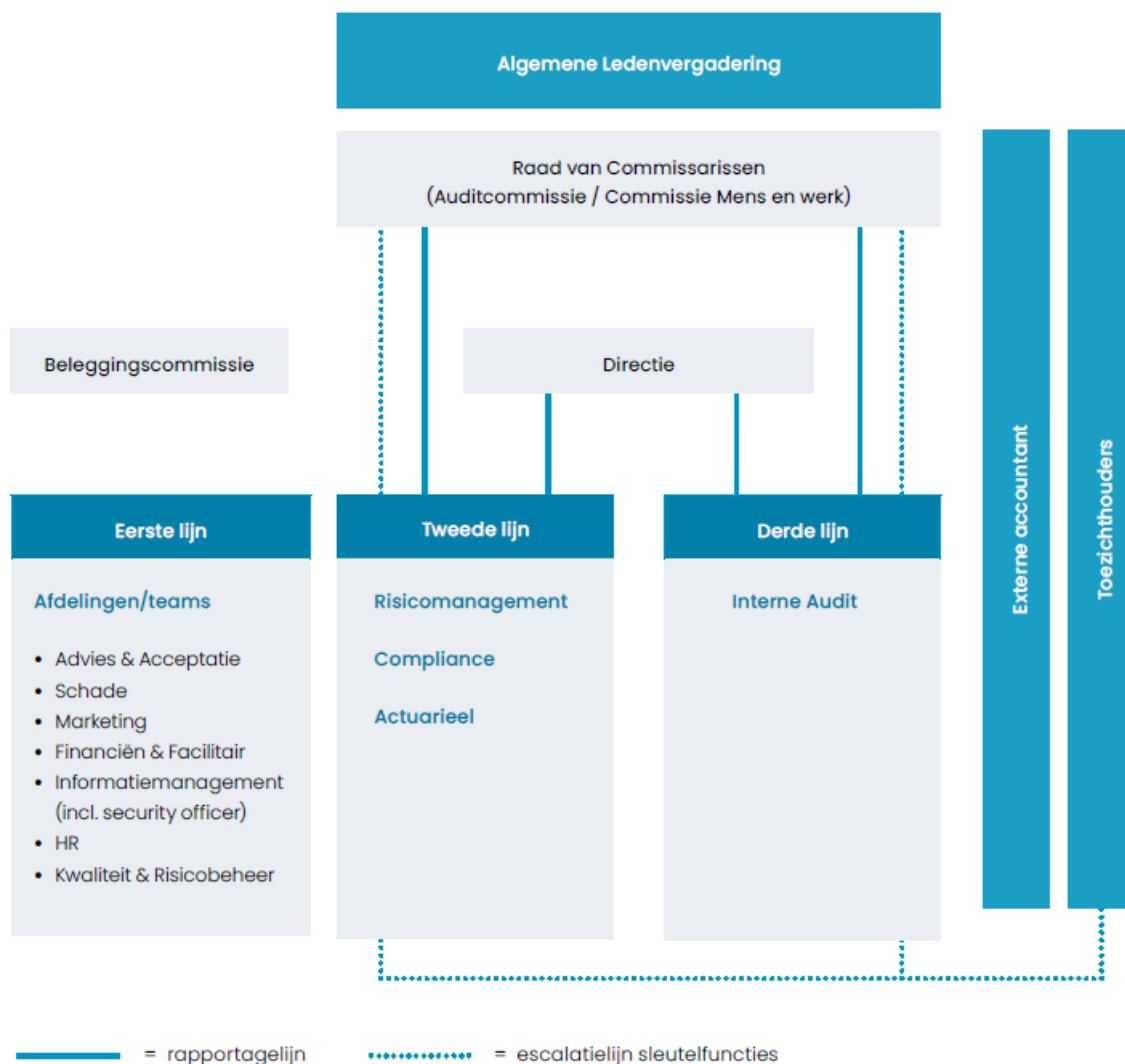 Algemene Ledenvergadering
Raad van Commissarissen
(Auditcommissie / Commissie Mens en werk)
Beleggingscommissie
Directie
Eerste lijn
Afdelingen/teams
• Advies & Acceptatie
• Schade
• Marketing
• Financiën & Facilitair
• Informatiemanagement
(incl. security officer)
• HR
• Kwaliteit & Risicobeheer
Tweede lijn
Risicomanagement
Compliance
Actuarieel
Derde lijn
Interne Audit
Externe accountant
Toezichthouders
= rapportagelijn
= escalatielijn sleutelfuncties